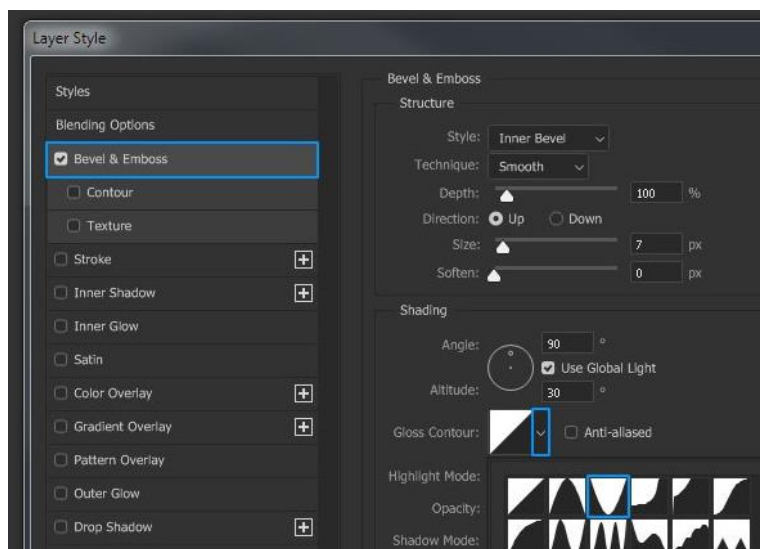 Layer Style
Styles
Blending Options
Bevel & Emboss
Contour
Texture
Stroke
Inner Shadow
Inner Glow
Satin
Color Overlay
Gradient Overlay
Pattern Overlay
Outer Glow
Drop Shadow
Bevel & Emboss
Structure
Style: Inner Bevel
Technique: Smooth
Depth: 100 %
Direction: Up Down
Size: 7 px
Soften: 0 px
Shading
Angle: 90 °
Use Global Light
Altitude: 30 °
Gloss Contour: Anti-aliased
Highlight Mode:
Opacity:
Shadow Mode: